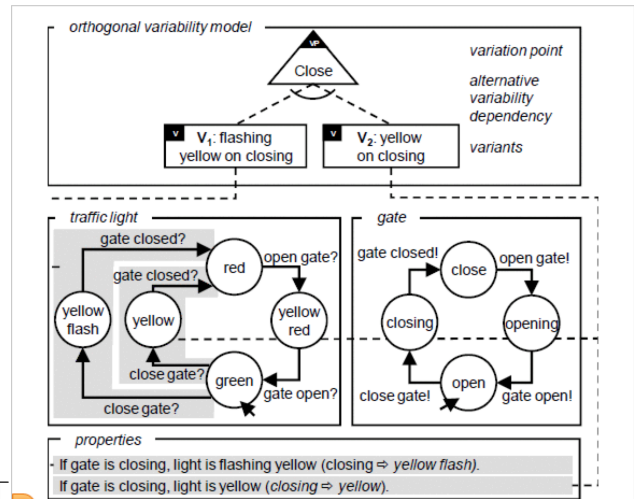 orthogonal variability model
VP
Close
variation point
alternative
variability
dependency
variants
V
V1: flashing
yellow on closing
V
V2: yellow
on closing
traffic light
gate closed?
red
open gate?
gate closed?
yellow
flash
yellow
yellow
red
close gate?
green
gate open?
close gate?
gate
gate closed!
close
open gate!
closing
opening
close gate!
open
gate open!
properties
If gate is closing, light is flashing yellow (closing ⇨ yellow flash).
If gate is closing, light is yellow (closing ⇨ yellow).